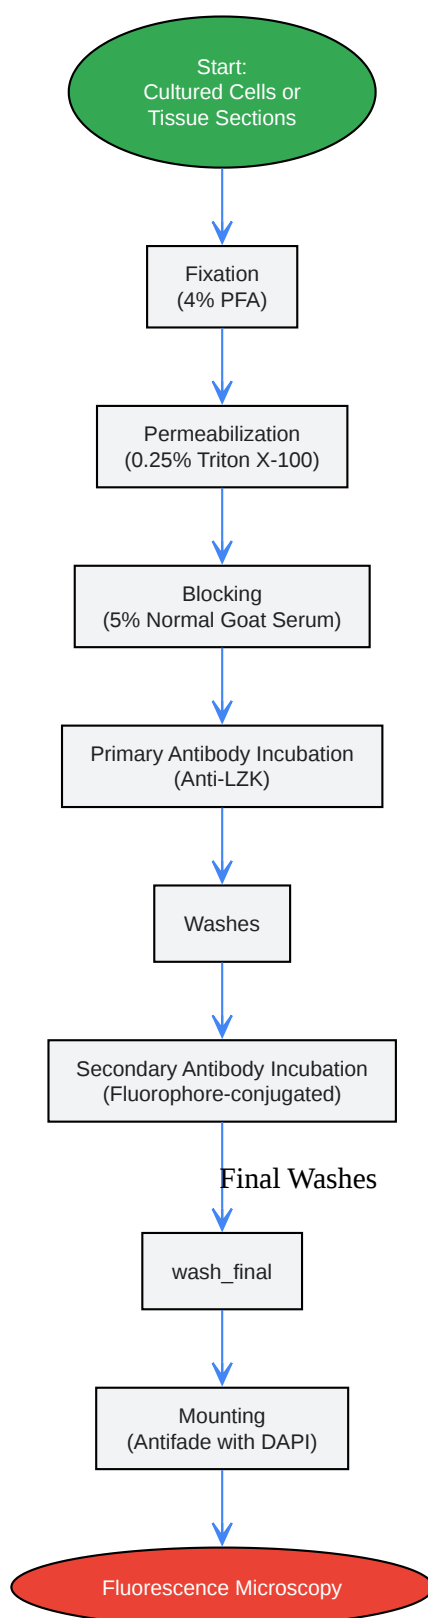 Start:
Cultured Cells or
Tissue Sections
Fixation
(4% PFA)
Permeabilization
(0.25% Triton X-100)
Blocking
(5% Normal Goat Serum)
Primary Antibody Incubation
(Anti-LZK)
Washes
Secondary Antibody Incubation
(Fluorophore-conjugated)
Final Washes
wash_final
Mounting
(Antifade with DAPI)
Fluorescence Microscopy